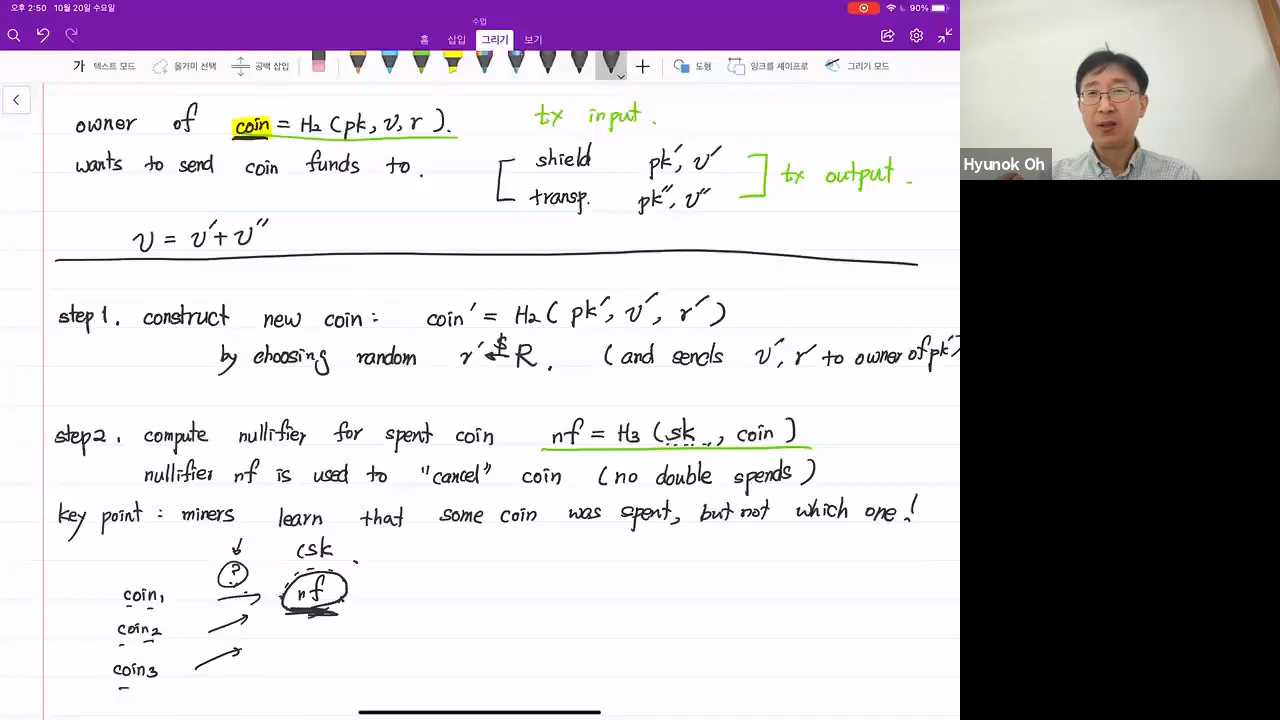 오후 2:50 10월 20일 수요일
90%
수업
홈 삽입 그리기 보기
가 텍스트 모드 올가미 선택 공백 삽입 도형 잉크를 셰이프로 그리기 모드
owner of coin = H₂ (pk, v, r).
tx input.
wants to send coin funds to.
shield pk′, v′
transp. pk″, v″
tx output.
v = v′ + v″
step1. construct new coin: coin′ = H₂ ( pk′, v′, r′ )
by choosing random r′ ←$ R. (and sends v′, r′ to owner of pk′)
step2. compute nullifier for spent coin nf = H₃ (sk, coin)
nullifier nf is used to "cancel" coin (no double spends)
key point: miners learn that some coin was spent, but not which one!
(sk
?
coin₁ nf
coin₂
coin₃
Hyunok Oh